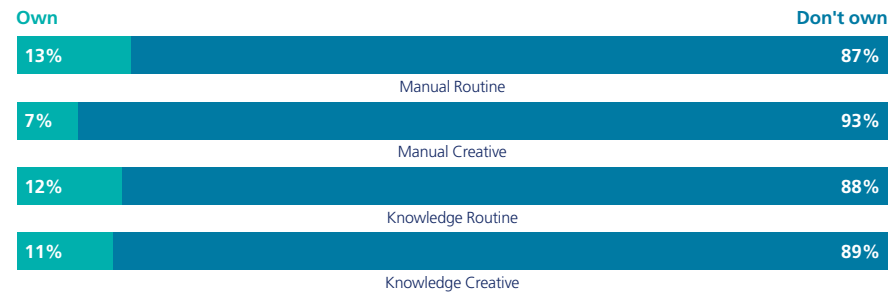 Own Don't own
13% 87%
Manual Routine
7% 93%
Manual Creative
12% 88%
Knowledge Routine
11% 89%
Knowledge Creative